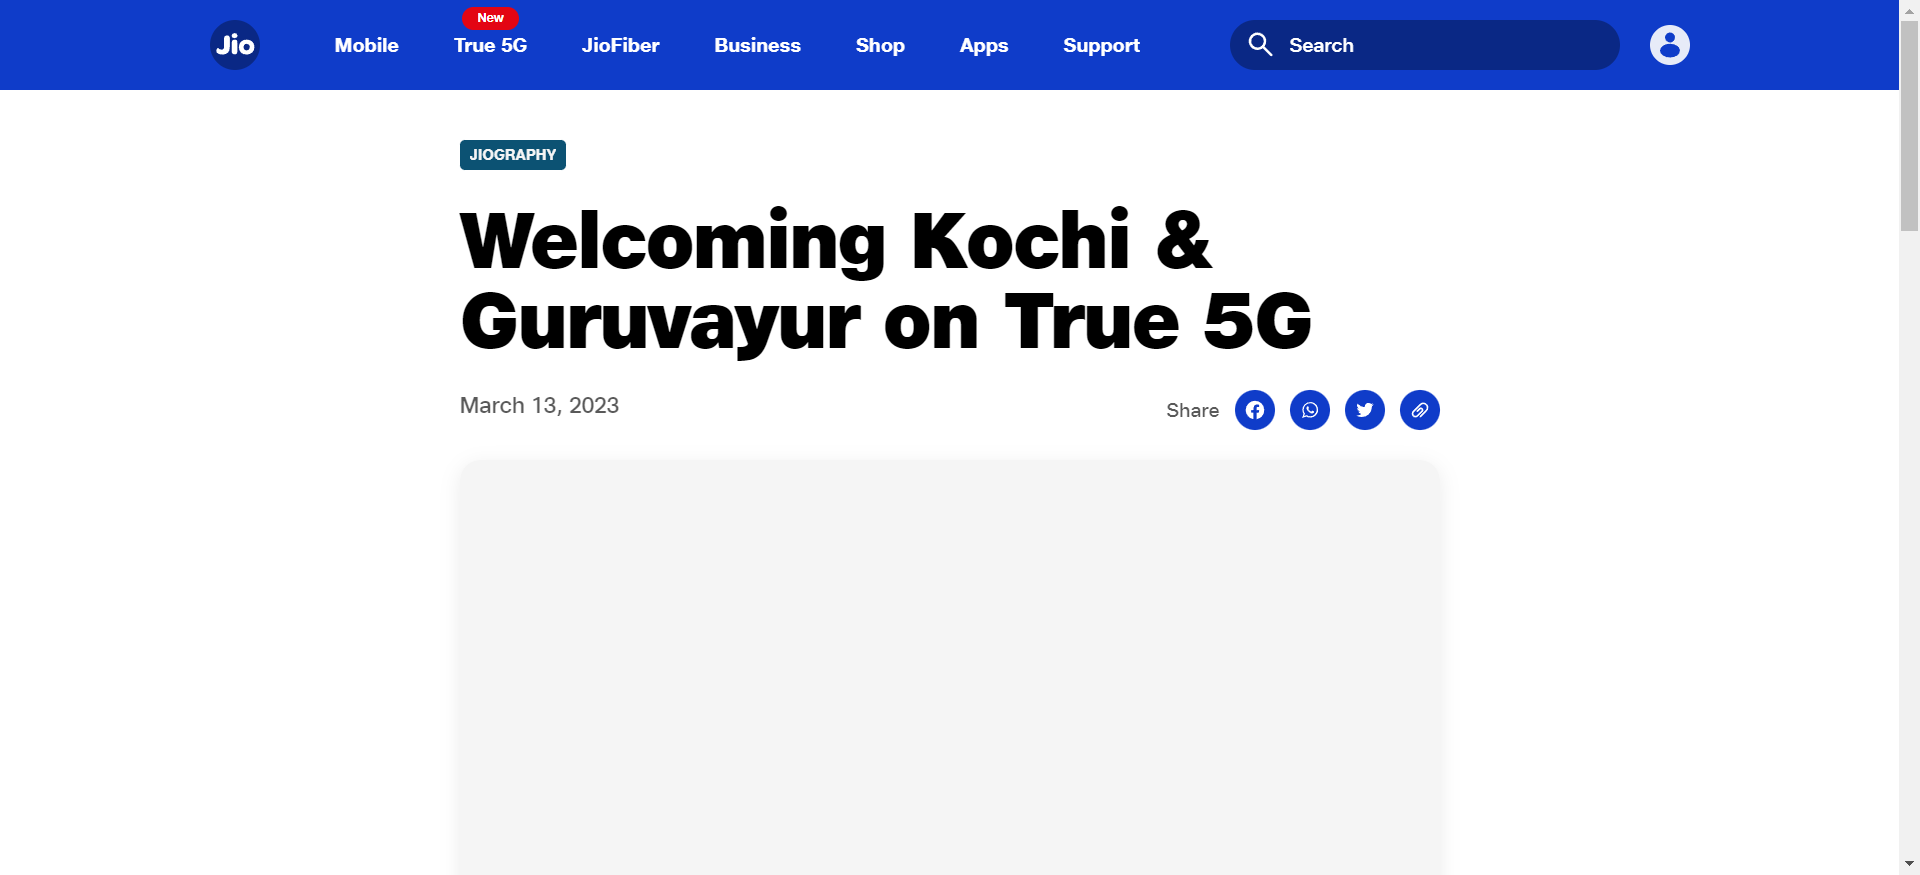 New
Jio Mobile True 5G JioFiber Business Shop Apps Support Search
JIOGRAPHY
Welcoming Kochi &
Guruvayur on True 5G
March 13, 2023 Share